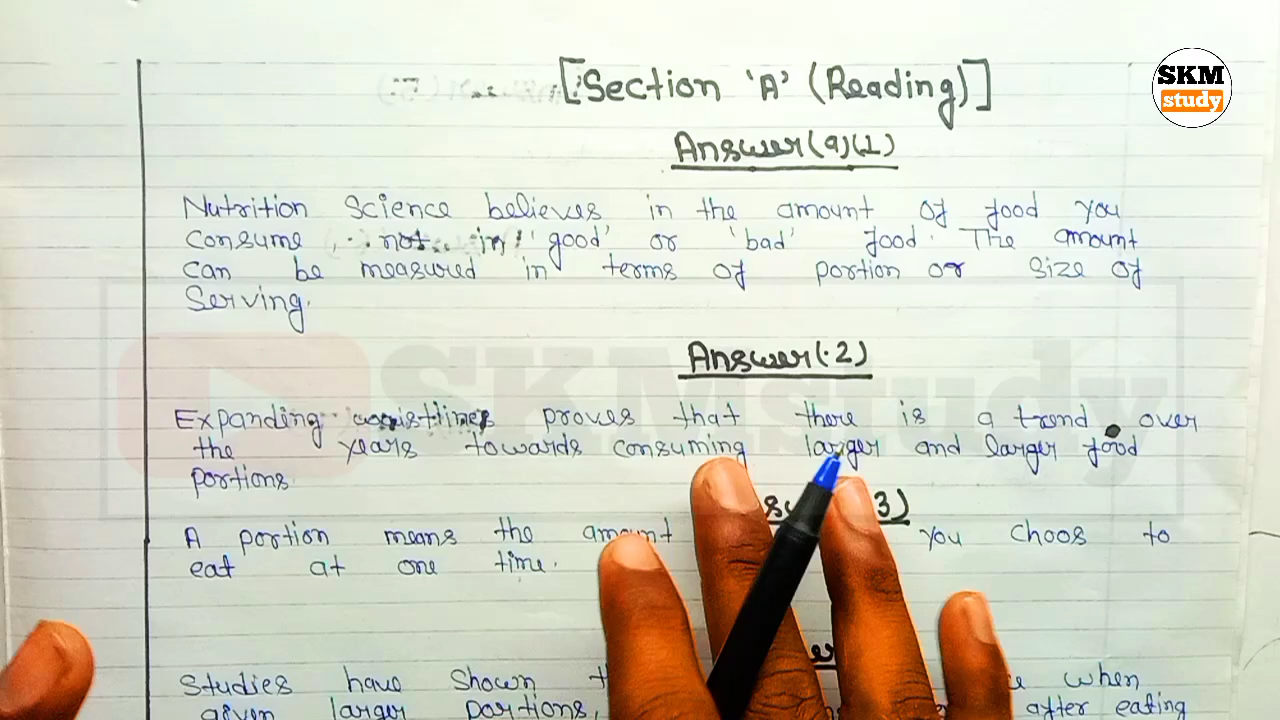 SKM
study
[Section 'A' (Reading)]
Answer(a)(1)
Nutrition Science believes in the amount of food you
consume, not in 'good' or 'bad' food. The amount
can be measured in terms of portion or size of
Serving.
SKMstudy
Answer(.2)
Expanding proves that there is a trend over
the years towards consuming larger and larger food
portions.
3)
A portion means the amount you choos to
eat at one time.
Studies have shown when
given larger portions, after eating